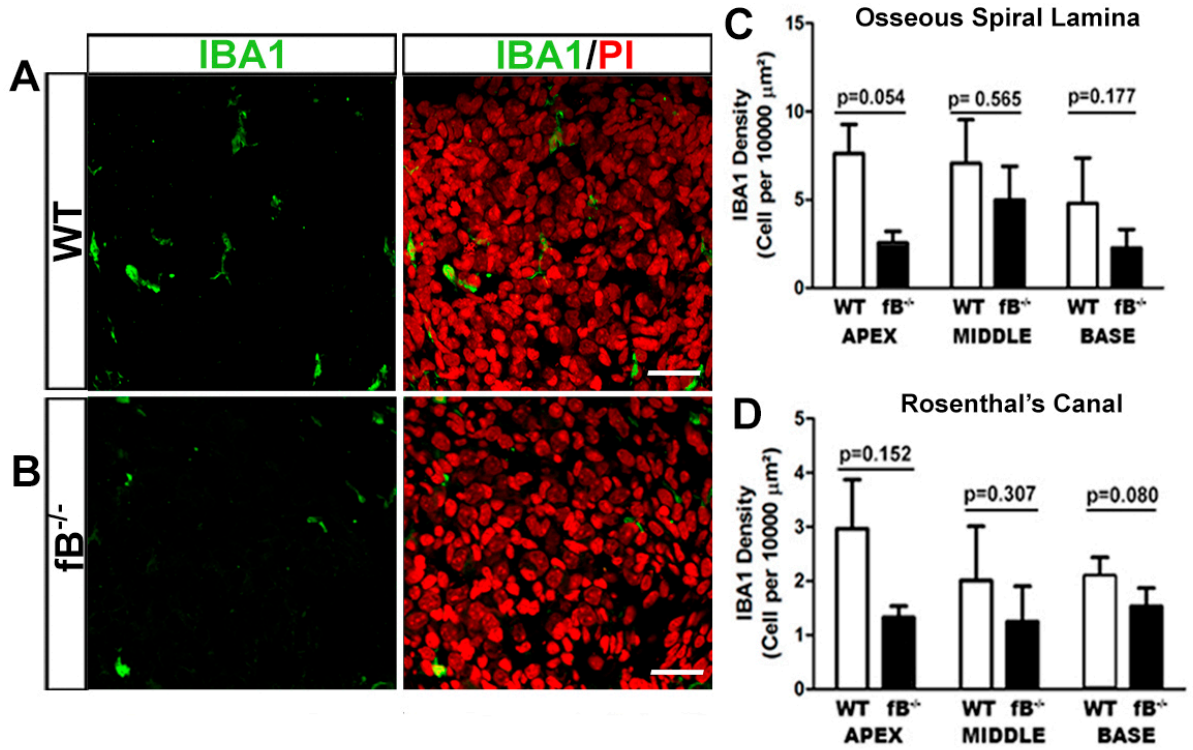 A
IBA1
IBA1/PI
WT
B
fB-/-
C
Osseous Spiral Lamina
IBA1 Density
(Cell per 10000 µm²)
15
10
5
0
p=0.054
p= 0.565
p=0.177
WT fB-/- WT fB-/- WT fB-/-
APEX MIDDLE BASE
D
Rosenthal's Canal
IBA1 Density
(Cell per 10000 µm²)
5
4
3
2
1
0
p=0.152
p=0.307
p=0.080
WT fB-/- WT fB-/- WT fB-/-
APEX MIDDLE BASE